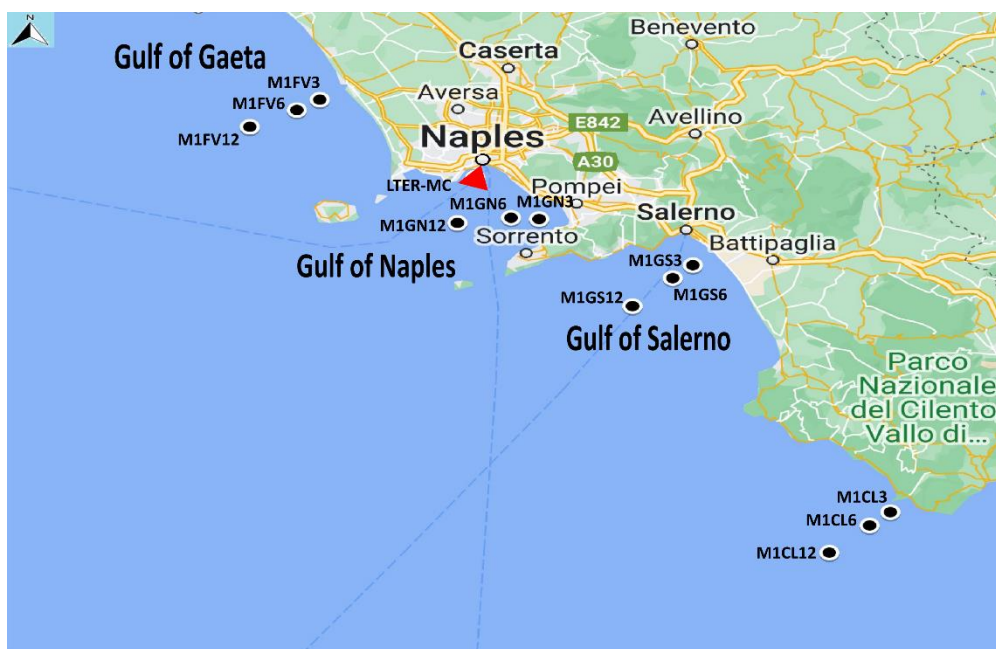 N
Benevento
Gulf of Gaeta
Caserta
M1FV3
M1FV6
M1FV12
Aversa
E842
Avellino
Naples
A30
LTER-MC
Pompei
M1GN6
M1GN3
M1GN12
Salerno
Sorrento
Battipaglia
Gulf of Naples
M1GS3
M1GS6
M1GS12
Gulf of Salerno
Parco
Nazionale
del Cilento,
Vallo di...
M1CL3
M1CL6
M1CL12